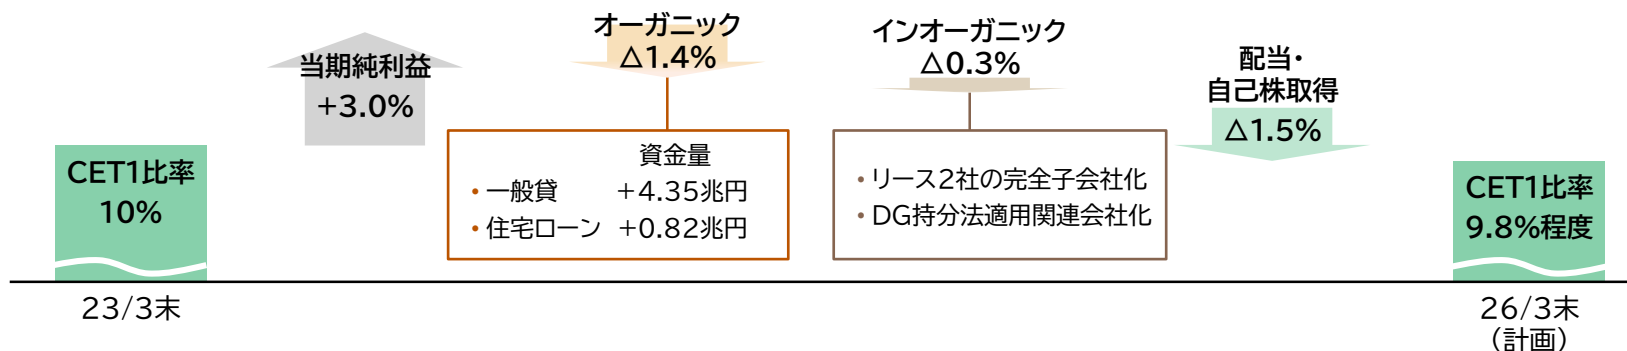 CET1比率
10%
23/3末
当期純利益
+3.0%
オーガニック
△1.4%
資金量
・一般貸 +4.35兆円
・住宅ローン +0.82兆円
インオーガニック
△0.3%
・リース2社の完全子会社化
・DG持分法適用関連会社化
配当・
自己株取得
△1.5%
CET1比率
9.8%程度
26/3末
（計画）